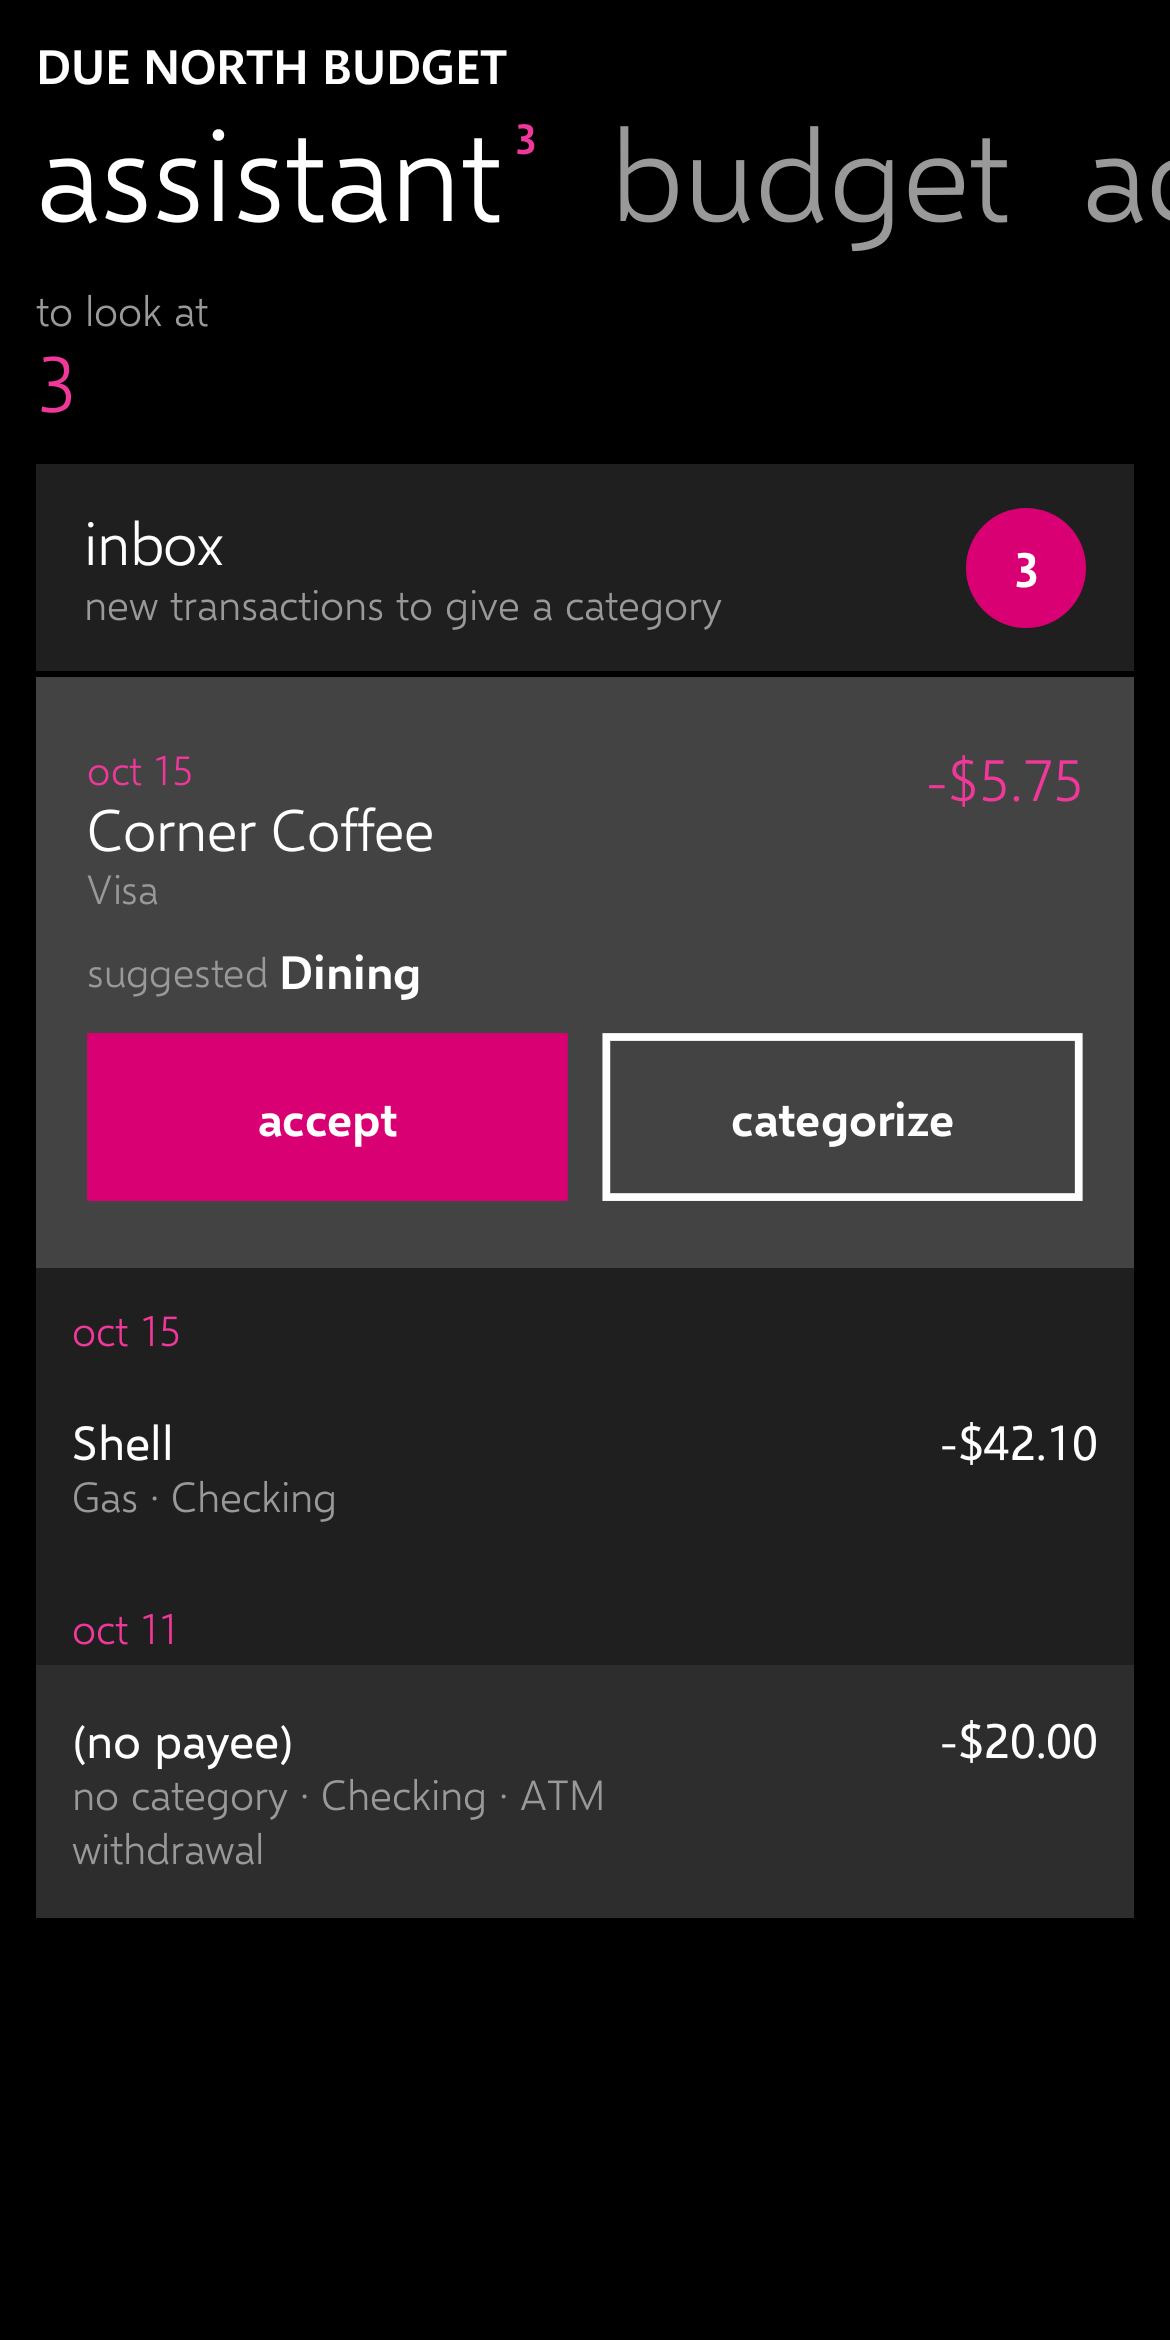 DUE NORTH BUDGET
assistant 3 budget
to look at
3
inbox
new transactions to give a category
3
oct 15
-$5.75
Corner Coffee
Visa
suggested Dining
accept
categorize
oct 15
Shell
-$42.10
Gas · Checking
oct 11
(no payee)
-$20.00
no category · Checking · ATM
withdrawal